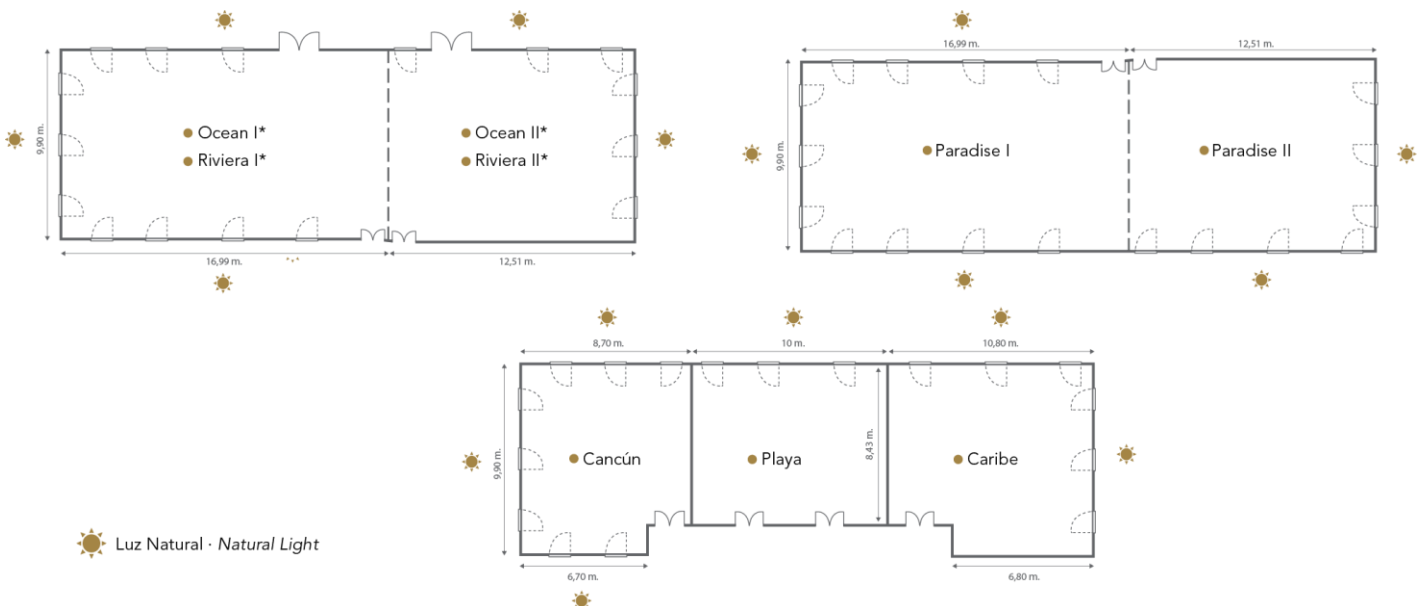 9,90 m.
Ocean I*
Riviera I*
Ocean II*
Riviera II*
16,99 m.
12,51 m.
16,99 m.
12,51 m.
9,90 m.
Paradise I
Paradise II
8,70 m.
10 m.
10,80 m.
9,90 m.
Cancún
Playa
8,43 m.
Caribe
6,70 m.
6,80 m.
Luz Natural · Natural Light